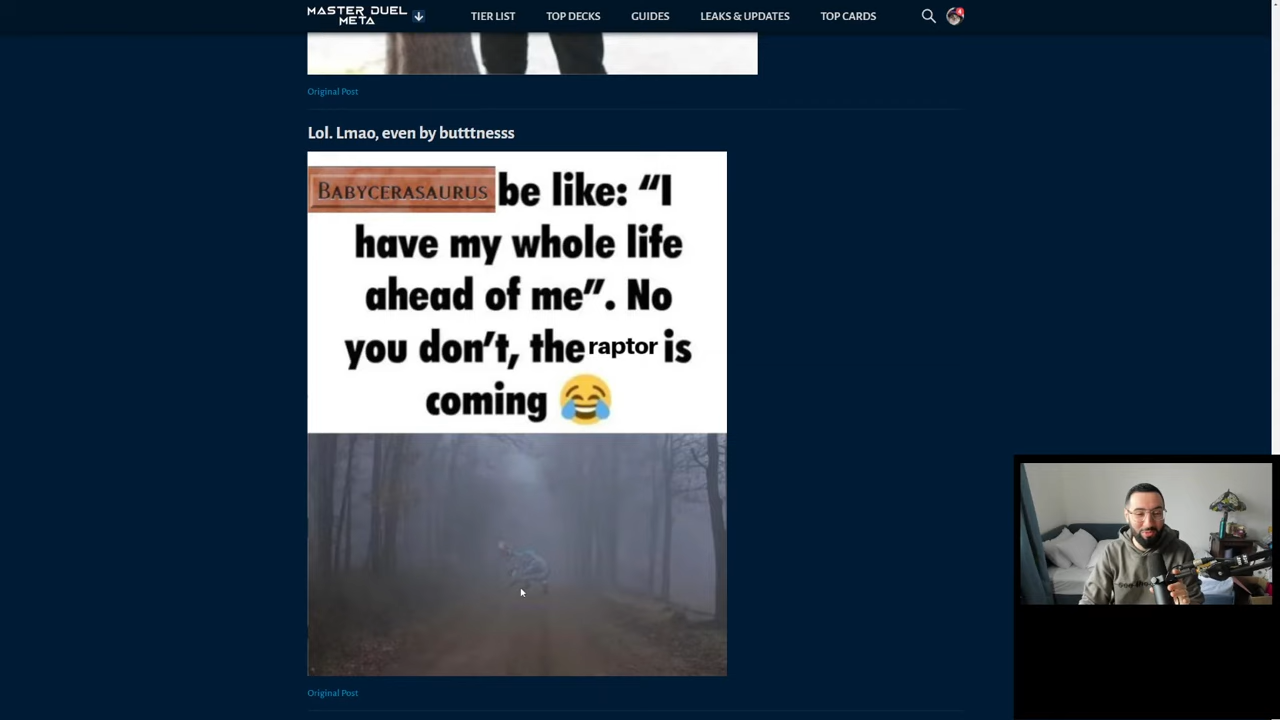 MASTER DUEL
META
TIER LIST
TOP DECKS
GUIDES
LEAKS & UPDATES
TOP CARDS
4
Original Post
Lol. Lmao, even by butttnesss
BABYCERASAURUS be like: “I
have my whole life
ahead of me”. No
you don’t, the raptor is
coming 😂
Original Post